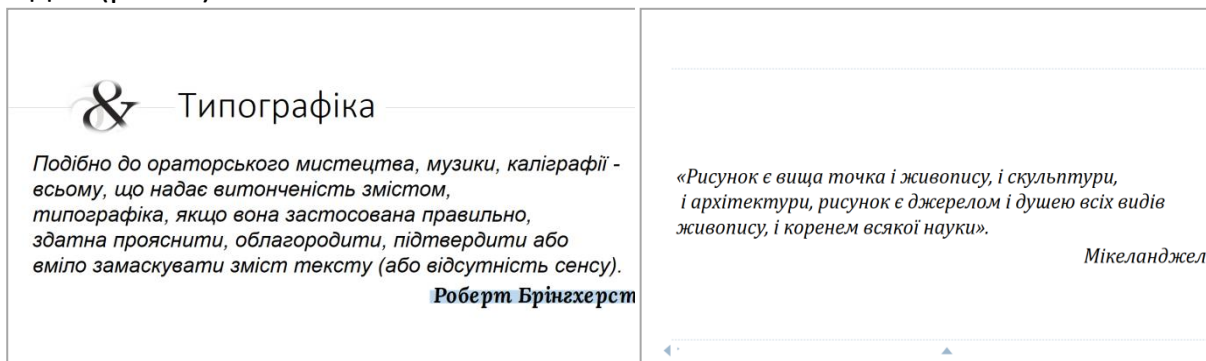 & Типографіка
Подібно до ораторського мистецтва, музики, каліграфії -
всьому, що надає витонченість змістом,
типографіка, якщо вона застосована правильно,
здатна прояснити, облагородити, підтвердити або
вміло замаскувати зміст тексту (або відсутність сенсу).
Роберт Брінгхерст
«Рисунок є вища точка і живопису, і скульптури,
і архітектури, рисунок є джерелом і душею всіх видів
живопису, і коренем всякої науки».
Мікеланджел